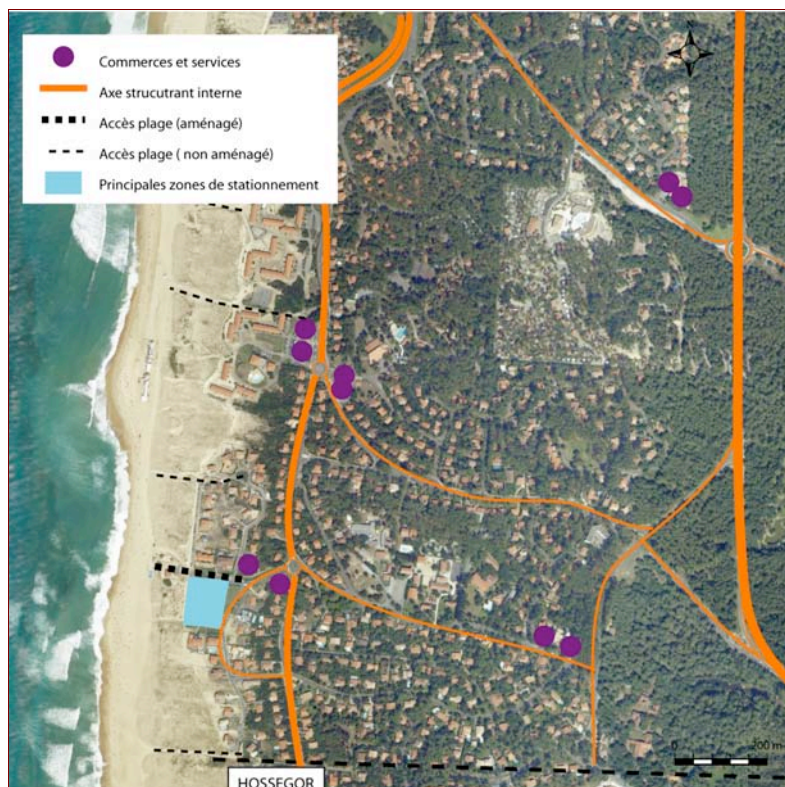 N
Commerces et services
Axe strucutrant interne
Accès plage (aménagé)
Accès plage ( non aménagé)
Principales zones de stationnement
0 200 m
HOSSEGOR